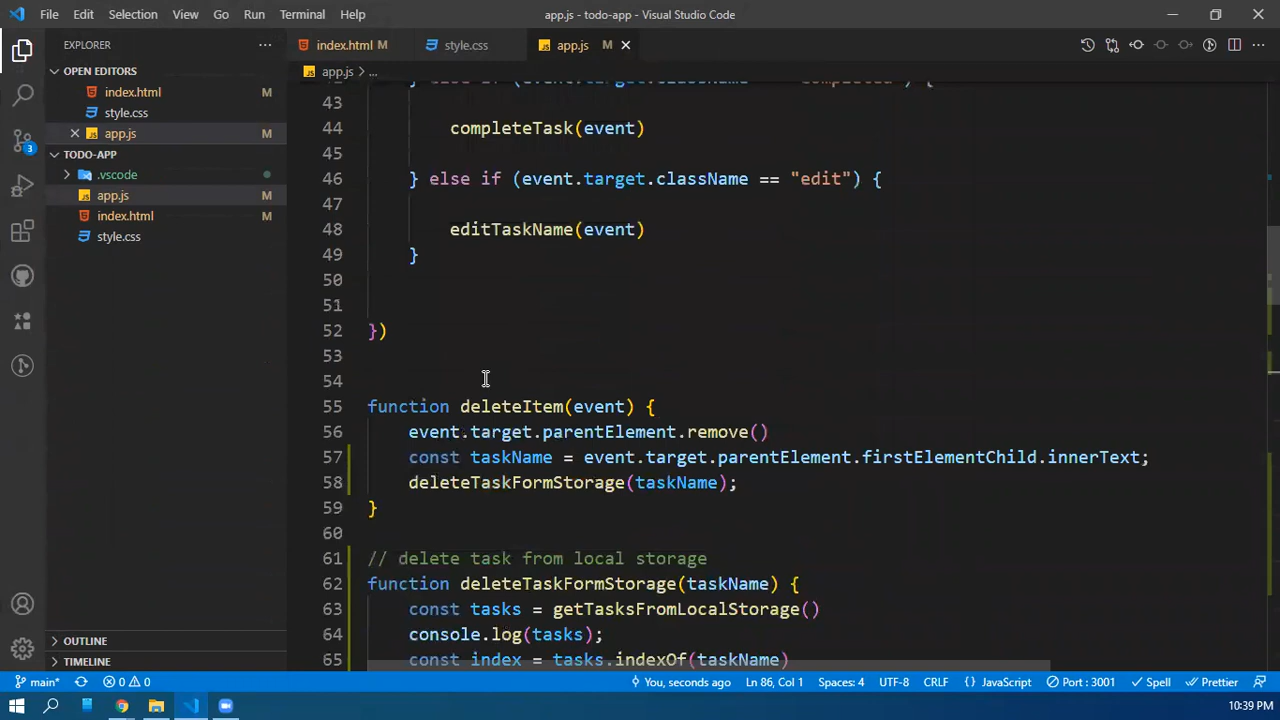 File Edit Selection View Go Run Terminal Help
app.js - todo-app - Visual Studio Code
EXPLORER
index.html M
style.css
app.js M
OPEN EDITORS
app.js > ...
index.html M
style.css
app.js M
TODO-APP
.vscode
app.js M
index.html M
style.css
3
43
44 completeTask(event)
45
46 } else if (event.target.className == "edit") {
47
48 editTaskName(event)
49 }
50
51
52 })
53
54
55 function deleteItem(event) {
56 event.target.parentElement.remove()
57 const taskName = event.target.parentElement.firstElementChild.innerText;
58 deleteTaskFormStorage(taskName);
59 }
60
61 // delete task from local storage
62 function deleteTaskFormStorage(taskName) {
63 const tasks = getTasksFromLocalStorage()
64 console.log(tasks);
65 const index = tasks.indexOf(taskName)
OUTLINE
TIMELINE
main* 0 0 You, seconds ago Ln 86, Col 1 Spaces: 4 UTF-8 CRLF JavaScript Port : 3001 Spell Prettier
10:39 PM